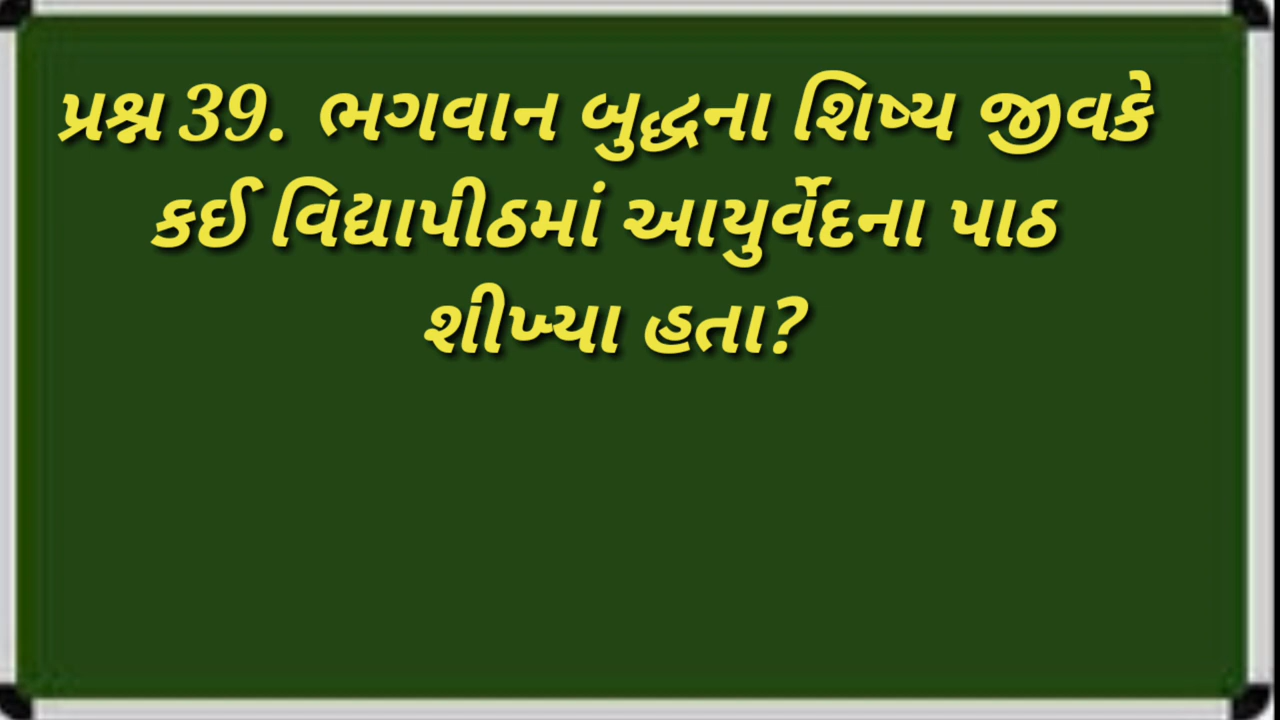 પ્રશ્ન 39. ભગવાન બુદ્ધના શિષ્ય જીવકે
કઈ વિદ્યાપીઠમાં આયુર્વેદના પાઠ
શીખ્યા હતા?